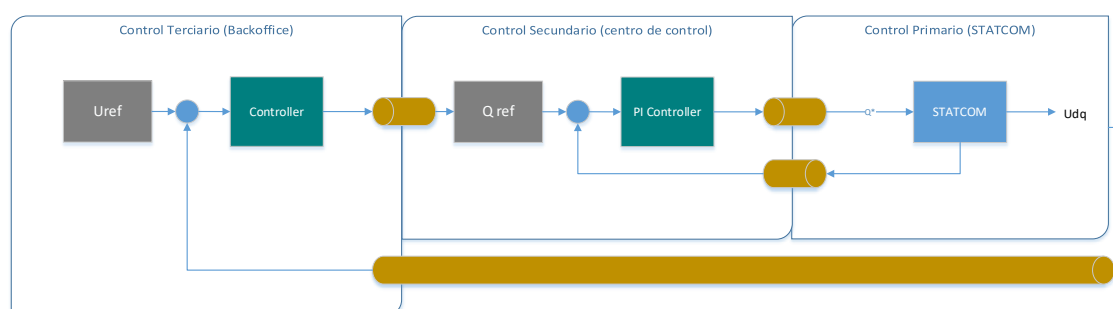 Control Terciario (Backoffice)
Control Secundario (centro de control)
Control Primario (STATCOM)
Uref
Controller
Q ref
PI Controller
Q*
STATCOM
Udq